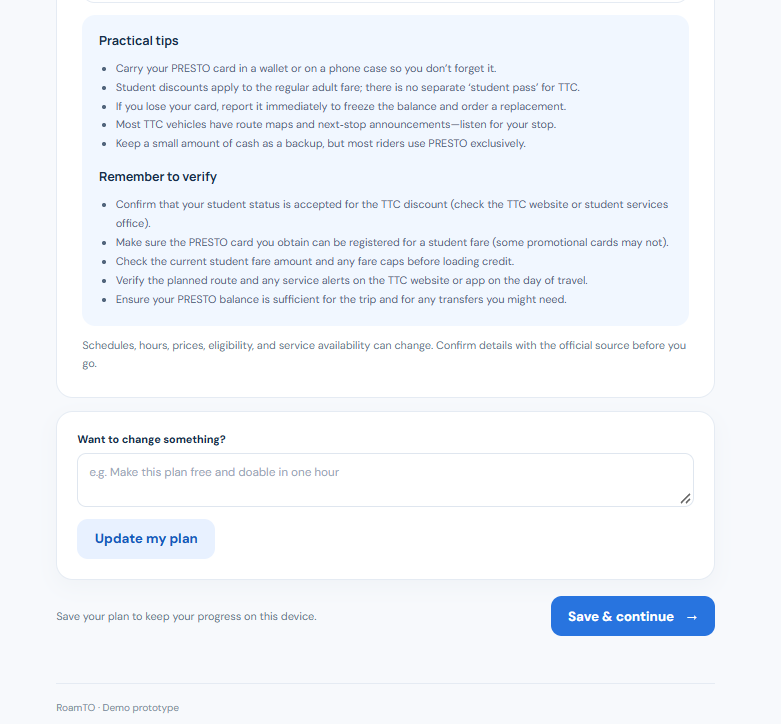 Practical tips
Carry your PRESTO card in a wallet or on a phone case so you don’t forget it.
Student discounts apply to the regular adult fare; there is no separate ‘student pass’ for TTC.
If you lose your card, report it immediately to freeze the balance and order a replacement.
Most TTC vehicles have route maps and next-stop announcements—listen for your stop.
Keep a small amount of cash as a backup, but most riders use PRESTO exclusively.
Remember to verify
Confirm that your student status is accepted for the TTC discount (check the TTC website or student services
office).
Make sure the PRESTO card you obtain can be registered for a student fare (some promotional cards may not).
Check the current student fare amount and any fare caps before loading credit.
Verify the planned route and any service alerts on the TTC website or app on the day of travel.
Ensure your PRESTO balance is sufficient for the trip and for any transfers you might need.
Schedules, hours, prices, eligibility, and service availability can change. Confirm details with the official source before you
go.
Want to change something?
e.g. Make this plan free and doable in one hour
Update my plan
Save your plan to keep your progress on this device.
Save & continue →
RoamTO · Demo prototype